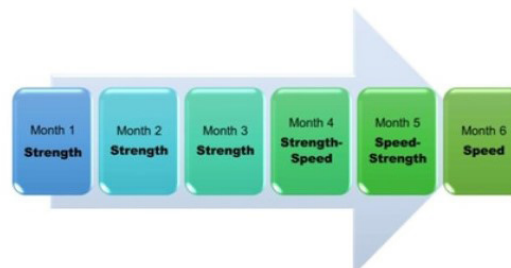 Month 1
Strength
Month 2
Strength
Month 3
Strength
Month 4
Strength-
Speed
Month 5
Speed-
Strength
Month 6
Speed